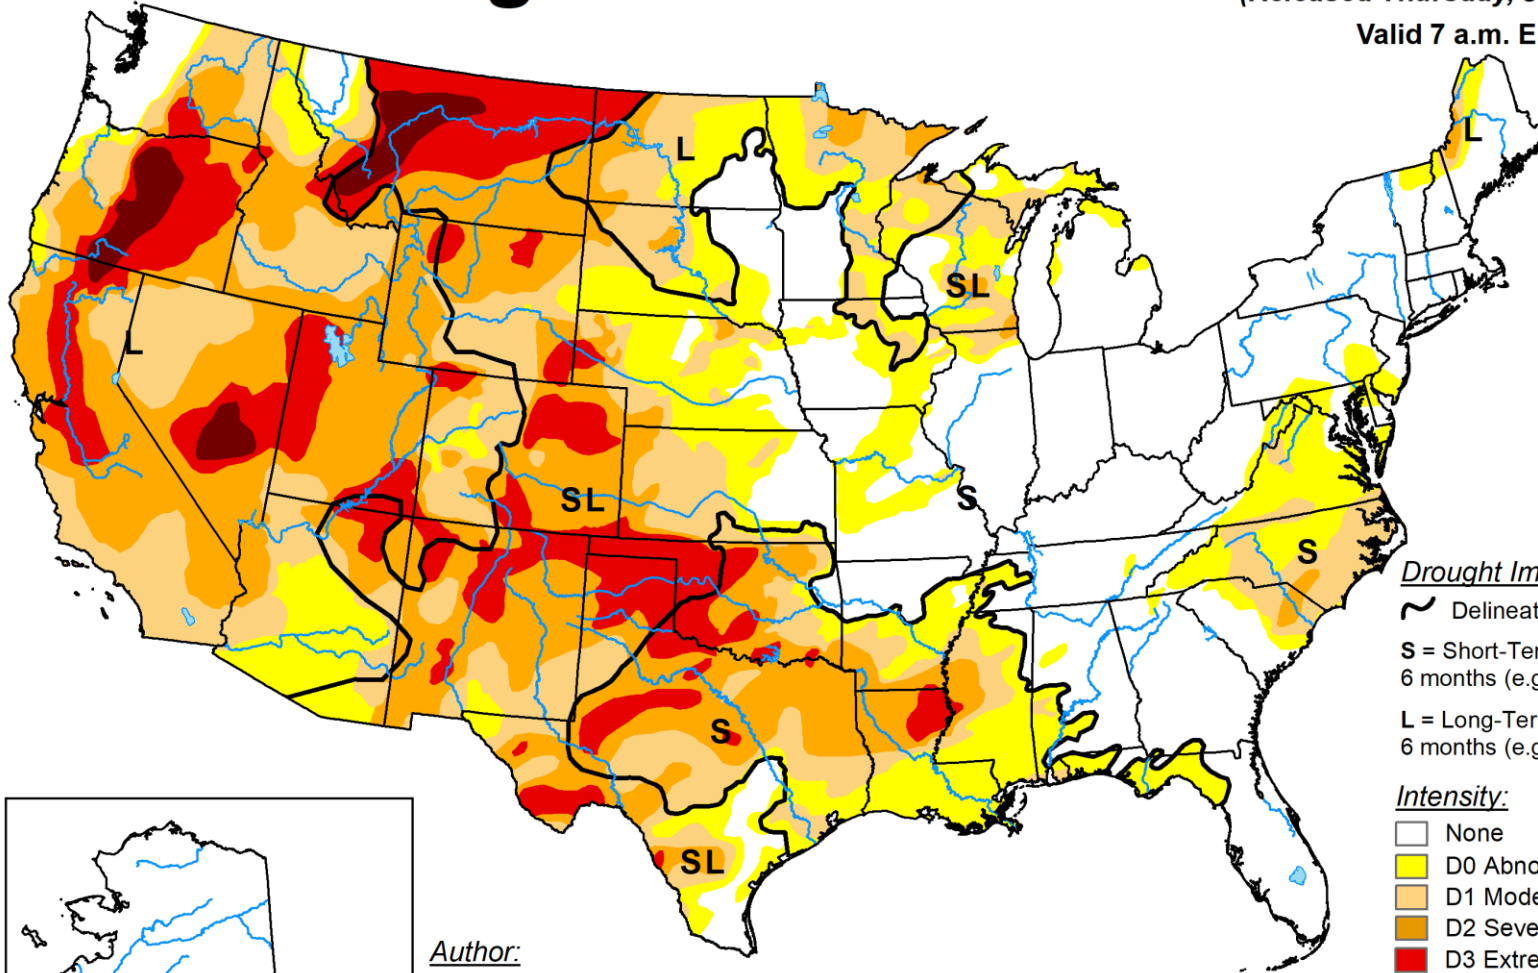 Valid 7 a.m. E
L
L
SL
L
SL
S
S
S
SL
Drought Im
Delineat
S = Short-Ter
6 months (e.g
L = Long-Ter
6 months (e.g
Intensity:
None
D0 Abno
D1 Mode
D2 Seve
D3 Extre
Author: